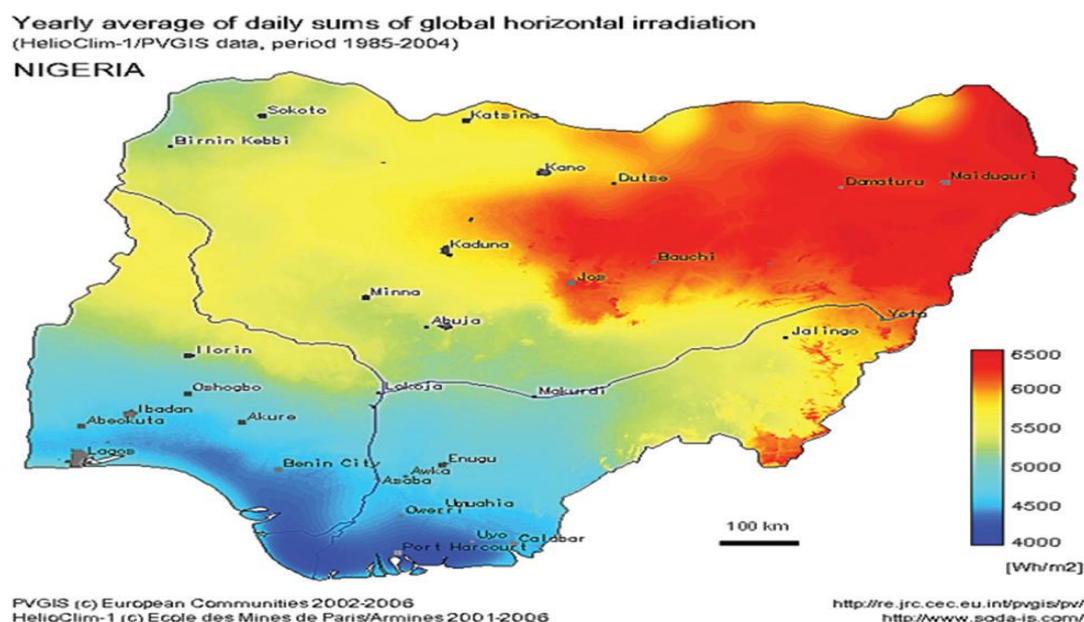 Yearly average of daily sums of global horizontal irradiation
(HelioClim-1/PVGIS data, period 1985-2004)
NIGERIA
Sokoto
Katsina
Birnin Kebbi
Kano
Dutse
Damaturu
Maiduguri
Kaduna
Bauchi
Jos
Minna
Abuja
Yola
Jalingo
Ilorin
Oshogbo
Lokoja
Makurdi
Ibadan
Abeokuta
Akure
Lagos
Benin City
Enugu
Awka
Asaba
Umuahia
Owerri
Uyo
Calabar
Port Harcourt
100 km
6500
6000
5500
5000
4500
4000
[Wh/m2]
PVGIS (c) European Communities 2002-2006
HelioClim-1 (c) Ecole des Mines de Paris/Armines 2001-2006
http://re.jrc.cec.eu.int/pvgis/pv/
http://www.soda-is.com/